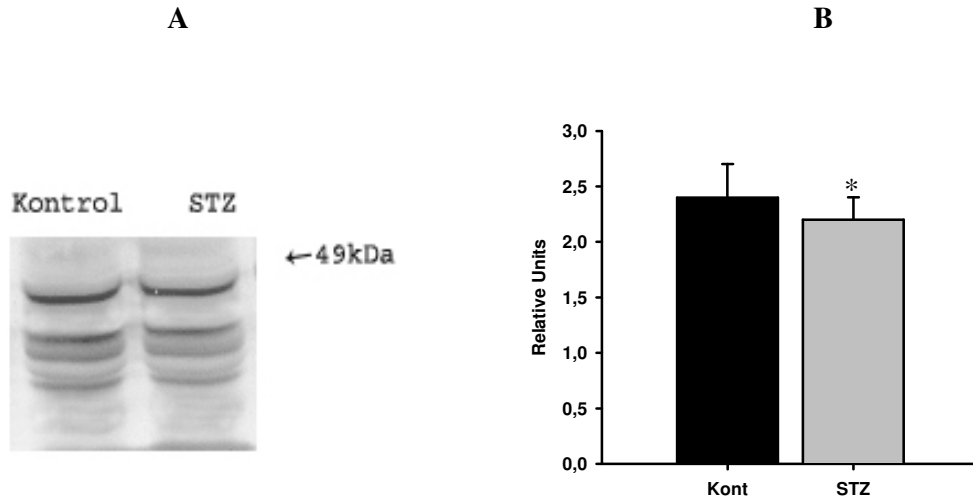 A
B
Kontrol STZ
←49kDa
3,0
2,5
2,0
1,5
1,0
0,5
0,0
Relative Units
*
Kont STZ